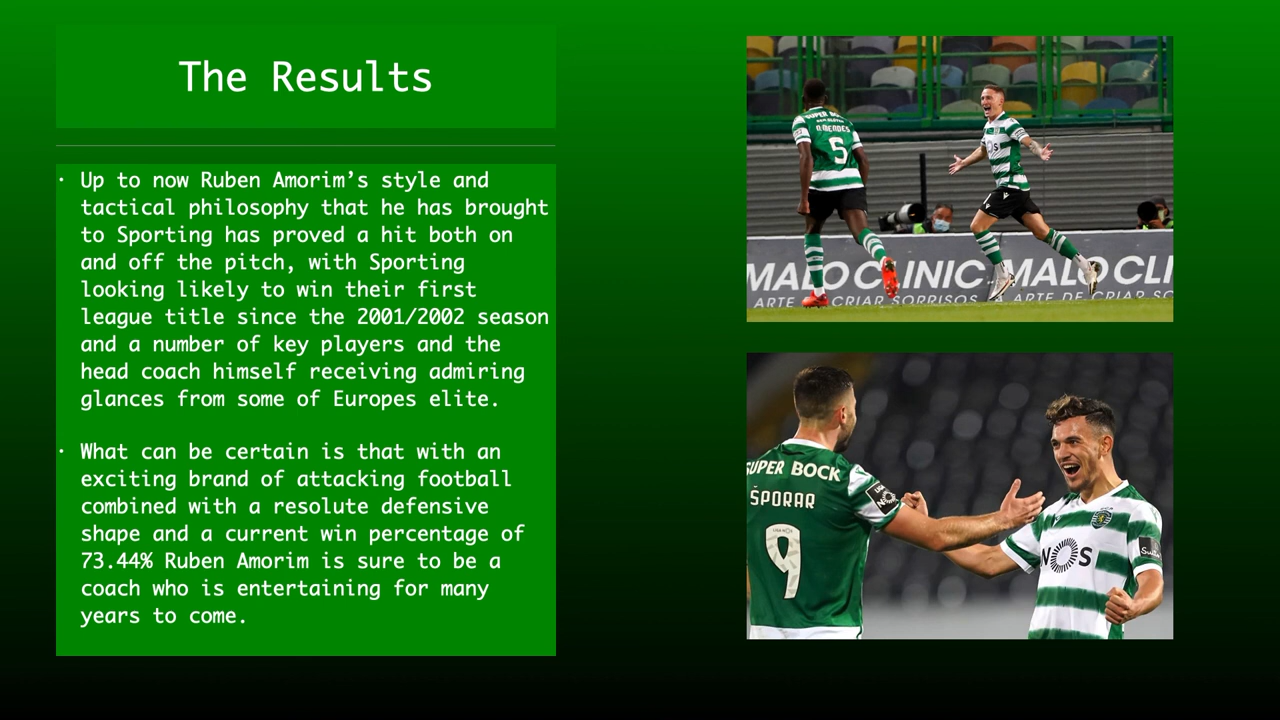 The Results
· Up to now Ruben Amorim’s style and
tactical philosophy that he has brought
to Sporting has proved a hit both on
and off the pitch, with Sporting
looking likely to win their first
league title since the 2001/2002 season
and a number of key players and the
head coach himself receiving admiring
glances from some of Europes elite.
· What can be certain is that with an
exciting brand of attacking football
combined with a resolute defensive
shape and a current win percentage of
73.44% Ruben Amorim is sure to be a
coach who is entertaining for many
years to come.
SUPER BOCK
N.MENDES
5
MALO CLINIC MALO CLI
ARTE CRIAR SORRISOS ARTE DE CRIAR SO
SUPER BOCK
ŠPORAR
9
NOS